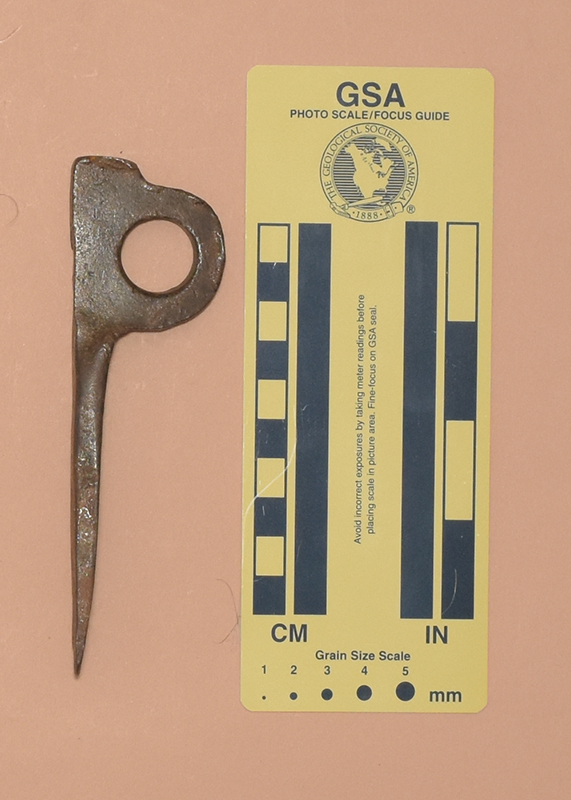 GSA
PHOTO SCALE/FOCUS GUIDE
THE GEOLOGICAL SOCIETY OF AMERICA
·1888·
®
Avoid incorrect exposures by taking meter readings before
placing scale in picture area. Fine-focus on GSA seal.
CM
IN
Grain Size Scale
1 2 3 4 5
mm